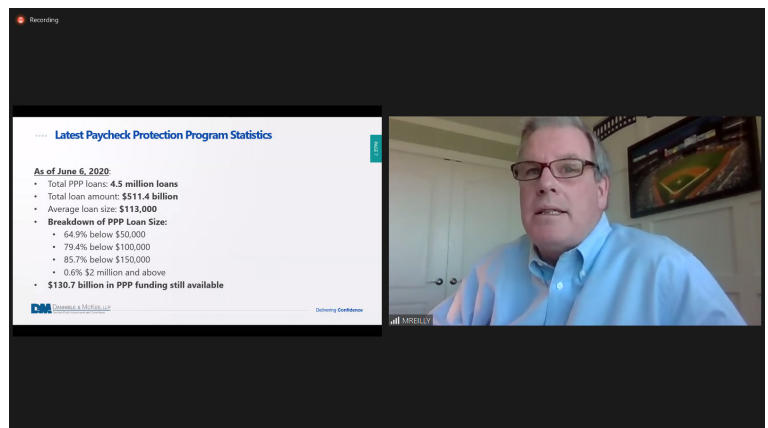 Recording
Latest Paycheck Protection Program Statistics
PAGE 7
As of June 6, 2020:
• Total PPP loans: 4.5 million loans
• Total loan amount: $511.4 billion
• Average loan size: $113,000
• Breakdown of PPP Loan Size:
• 64.9% below $50,000
• 79.4% below $100,000
• 85.7% below $150,000
• 0.6% $2 million and above
• $130.7 billion in PPP funding still available
DM
Delivering Confidence
MREILLY